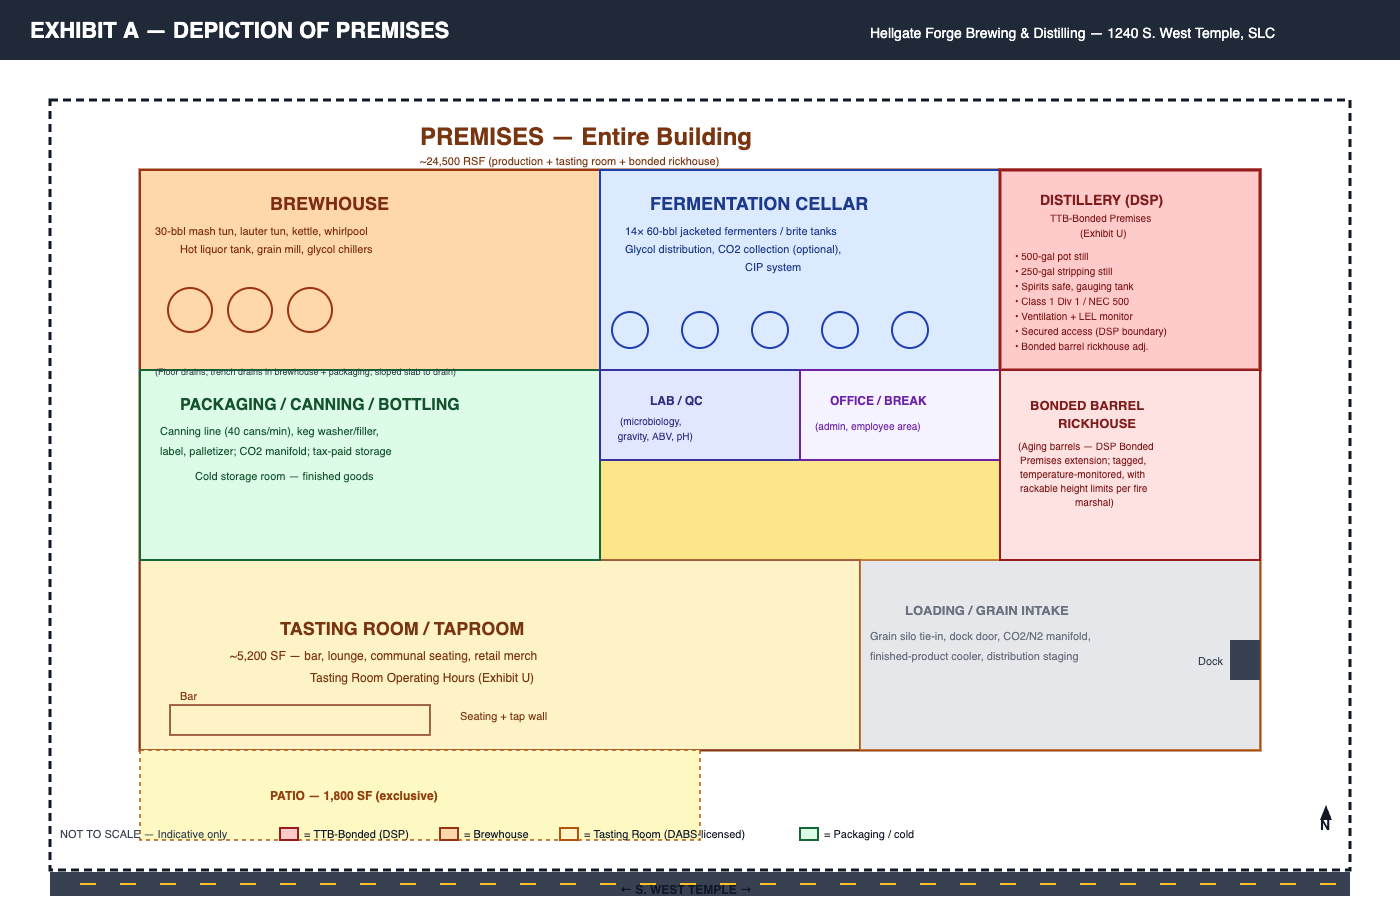 EXHIBIT A — DEPICTION OF PREMISES
Hellgate Forge Brewing & Distilling — 1240 S. West Temple, SLC
PREMISES — Entire Building
~24,500 RSF (production + tasting room + bonded rickhouse)
BREWHOUSE
30-bbl mash tun, lauter tun, kettle, whirlpool
Hot liquor tank, grain mill, glycol chillers
(Floor drains; trench drains in brewhouse + packaging; sloped slab to drain)
FERMENTATION CELLAR
14× 60-bbl jacketed fermenters / brite tanks
Glycol distribution, CO2 collection (optional),
CIP system
DISTILLERY (DSP)
TTB-Bonded Premises
(Exhibit U)
• 500-gal pot still
• 250-gal stripping still
• Spirits safe, gauging tank
• Class 1 Div 1 / NEC 500
• Ventilation + LEL monitor
• Secured access (DSP boundary)
• Bonded barrel rickhouse adj.
PACKAGING / CANNING / BOTTLING
Canning line (40 cans/min), keg washer/filler,
label, palletizer; CO2 manifold; tax-paid storage
Cold storage room — finished goods
LAB / QC
(microbiology,
gravity, ABV, pH)
OFFICE / BREAK
(admin, employee area)
BONDED BARREL
RICKHOUSE
(Aging barrels — DSP Bonded
Premises extension; tagged,
temperature-monitored, with
rackable height limits per fire
marshal)
TASTING ROOM / TAPROOM
~5,200 SF — bar, lounge, communal seating, retail merch
Tasting Room Operating Hours (Exhibit U)
Bar
Seating + tap wall
LOADING / GRAIN INTAKE
Grain silo tie-in, dock door, CO2/N2 manifold,
finished-product cooler, distribution staging
Dock
PATIO — 1,800 SF (exclusive)
NOT TO SCALE — Indicative only
= TTB-Bonded (DSP)
= Brewhouse
= Tasting Room (DABS-licensed)
= Packaging / cold
N
← S. WEST TEMPLE →